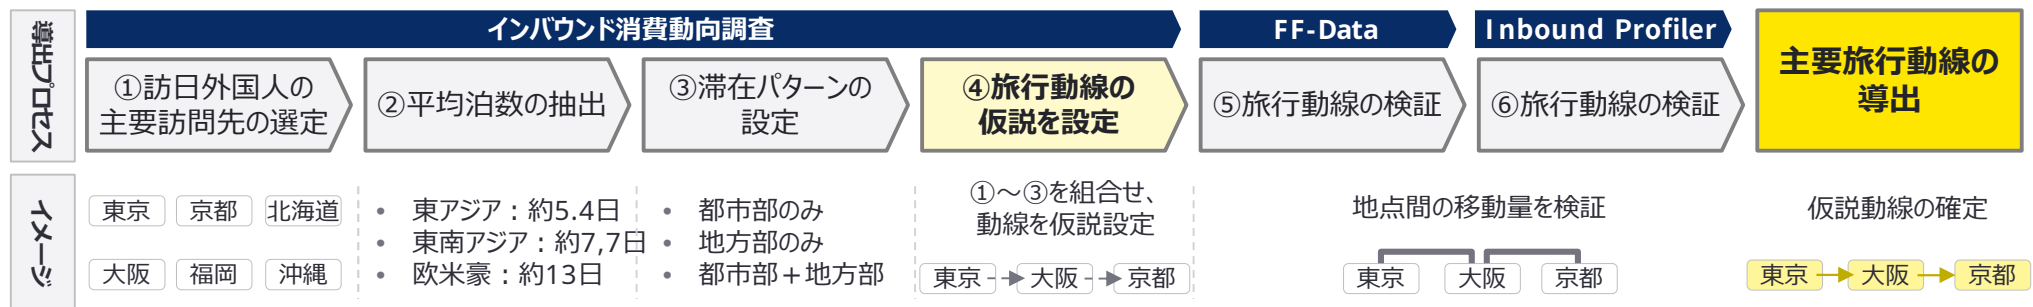 導出プロセス
インバウンド消費動向調査
FF-Data
Inbound Profiler
①訪日外国人の
主要訪問先の選定
②平均泊数の抽出
③滞在パターンの
設定
④旅行動線の
仮説を設定
⑤旅行動線の検証
⑥旅行動線の検証
主要旅行動線の
導出
イメージ
東京 京都 北海道
大阪 福岡 沖縄
• 東アジア：約5.4日
• 東南アジア：約7,7日
• 欧米豪：約13日
• 都市部のみ
• 地方部のみ
• 都市部＋地方部
①～③を組合せ、
動線を仮説設定
東京 大阪 京都
地点間の移動量を検証
東京 大阪 京都
仮説動線の確定
東京 大阪 京都